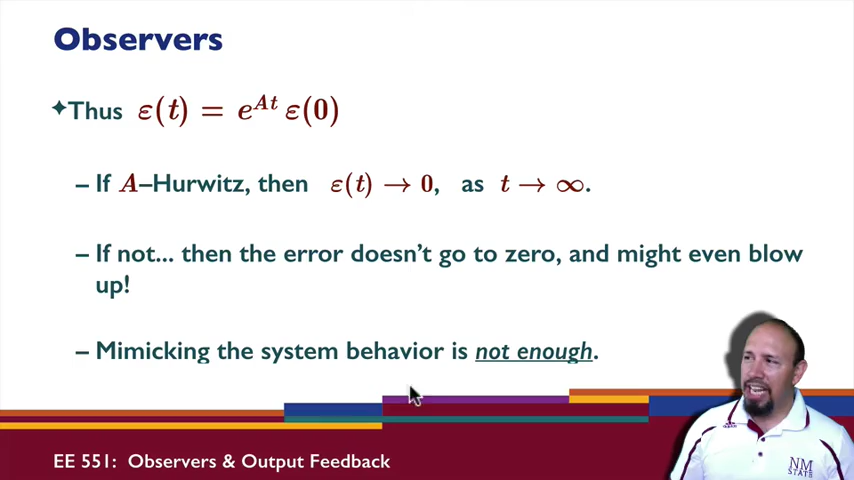 Observers
✦Thus ε(t) = e^{At} ε(0)
– If A–Hurwitz, then ε(t) → 0, as t → ∞.
– If not... then the error doesn't go to zero, and might even blow
up!
– Mimicking the system behavior is not enough.
NM
STATE
EE 551: Observers & Output Feedback